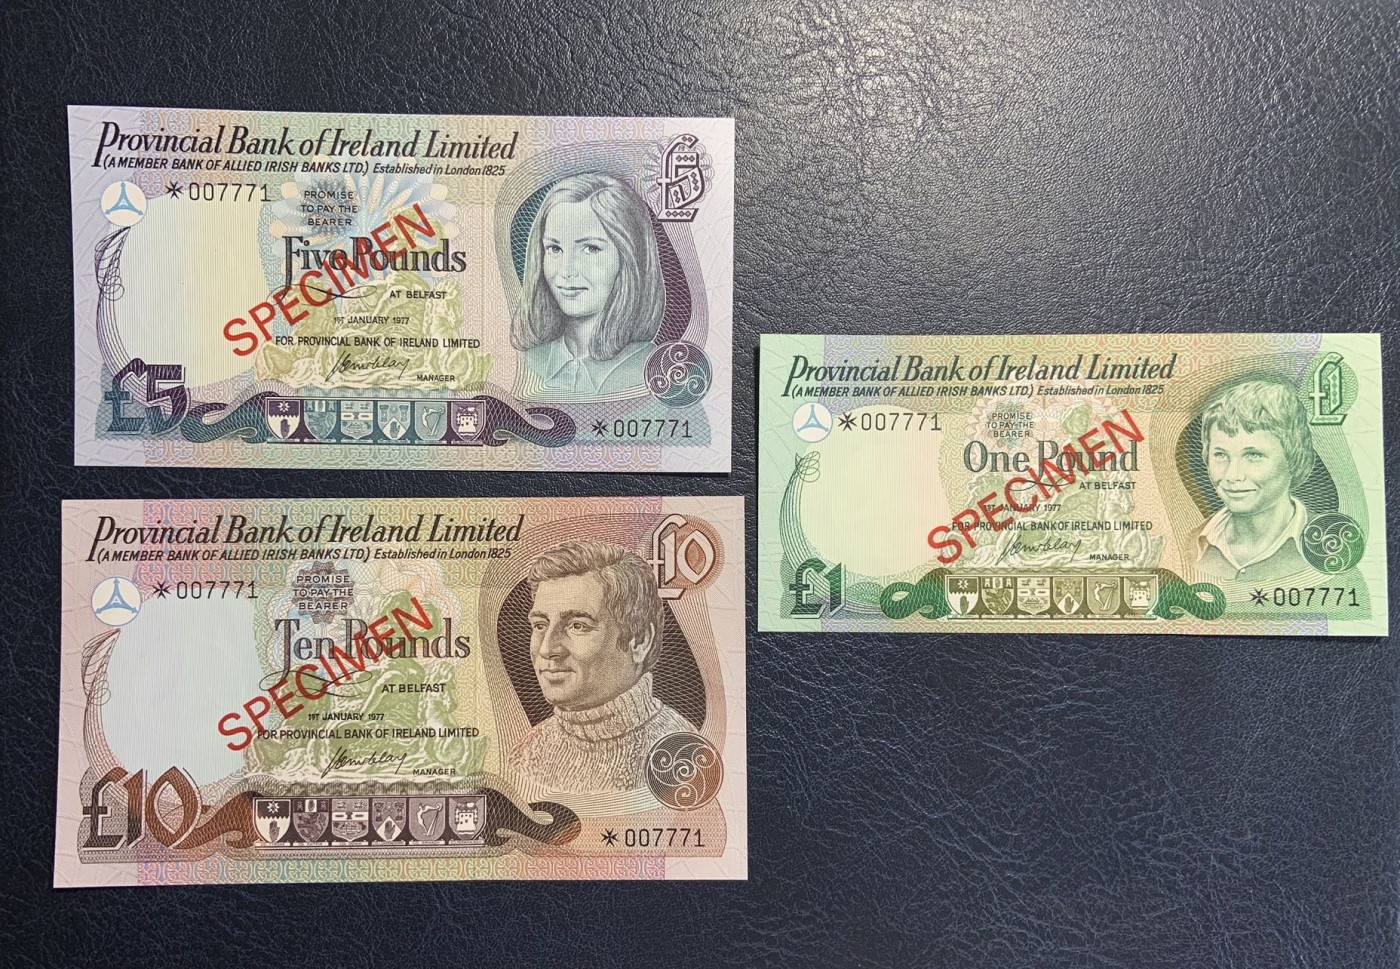 Provincial Bank of Ireland Limited
(A MEMBER BANK OF ALLIED IRISH BANKS LTD.) Established in London 1825
£5
*007771
PROMISE
TO PAY THE
BEARER
Five Pounds
SPECIMEN
AT BELFAST
1ST JANUARY 1977
FOR PROVINCIAL BANK OF IRELAND LIMITED
MANAGER
£5
*007771
Provincial Bank of Ireland Limited
(A MEMBER BANK OF ALLIED IRISH BANKS LTD.) Established in London 1825
£10
*007771
PROMISE
TO PAY THE
BEARER
Ten Pounds
SPECIMEN
AT BELFAST
1ST JANUARY 1977
FOR PROVINCIAL BANK OF IRELAND LIMITED
MANAGER
£10
*007771
Provincial Bank of Ireland Limited
(A MEMBER BANK OF ALLIED IRISH BANKS LTD.) Established in London 1825
£
*007771
PROMISE
TO PAY THE
BEARER
One Pound
SPECIMEN
AT BELFAST
1ST JANUARY 1977
FOR PROVINCIAL BANK OF IRELAND LIMITED
MANAGER
£1
*007771